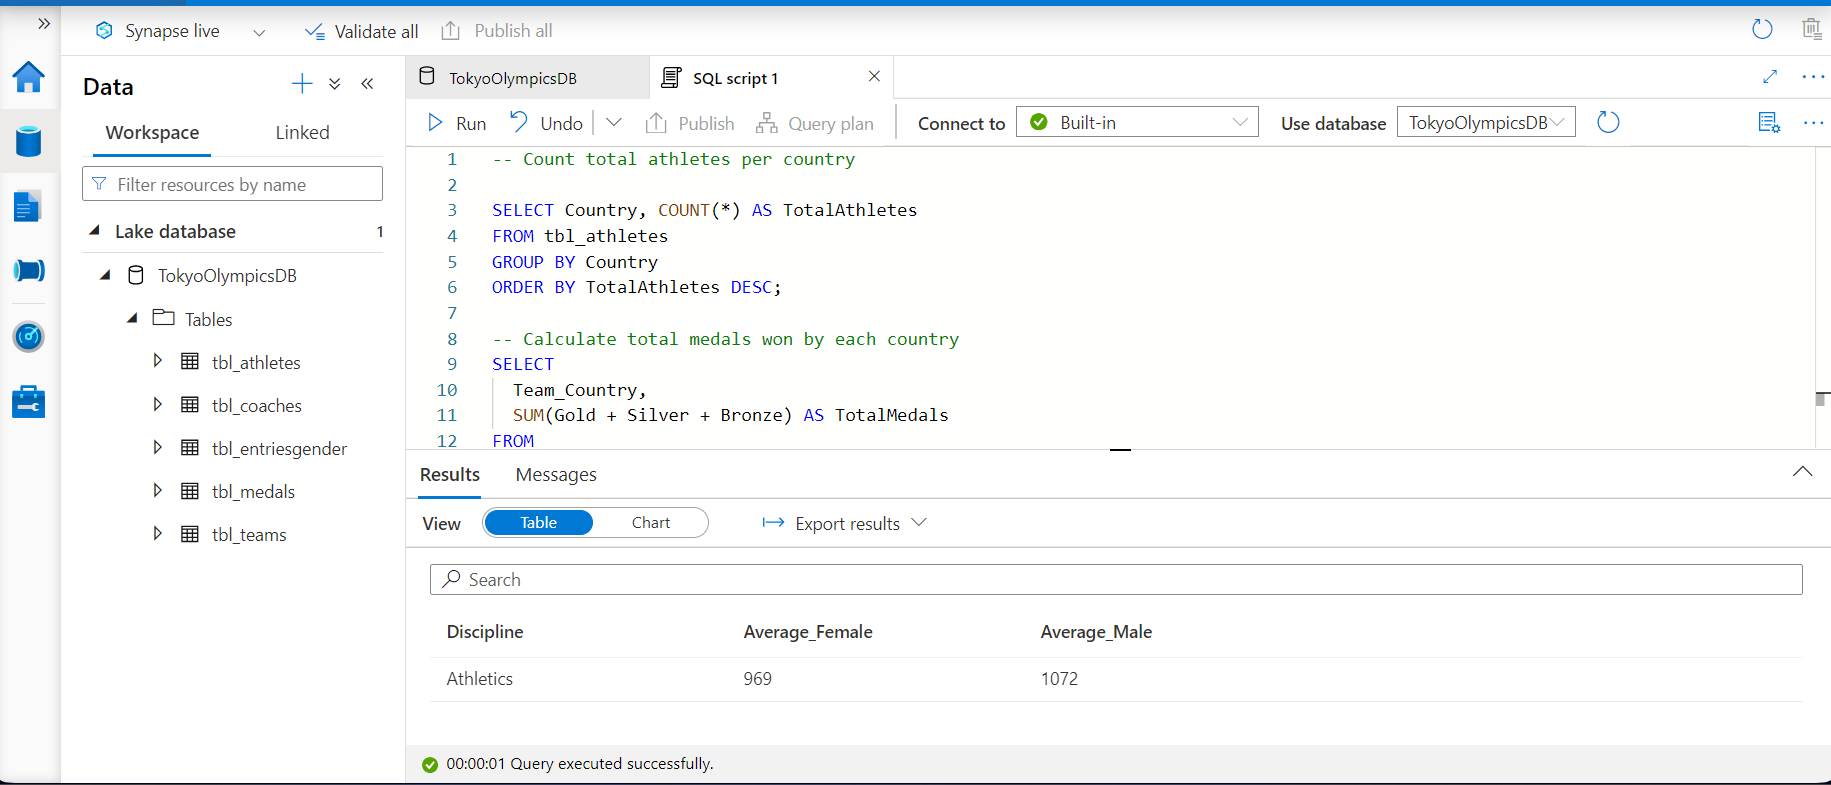 Synapse live
Validate all
Publish all
Data
Workspace
Linked
Filter resources by name
Lake database
1
TokyoOlympicsDB
Tables
tbl_athletes
tbl_coaches
tbl_entriesgender
tbl_medals
tbl_teams
TokyoOlympicsDB
SQL script 1
Run
Undo
Publish
Query plan
Connect to
Built-in
Use database
TokyoOlympicsDB
1 -- Count total athletes per country
2
3 SELECT Country, COUNT(*) AS TotalAthletes
4 FROM tbl_athletes
5 GROUP BY Country
6 ORDER BY TotalAthletes DESC;
7
8 -- Calculate total medals won by each country
9 SELECT
10 Team_Country,
11 SUM(Gold + Silver + Bronze) AS TotalMedals
12 FROM
Results
Messages
View
Table
Chart
Export results
Search
Discipline Average_Female Average_Male
Athletics 969 1072
00:00:01 Query executed successfully.